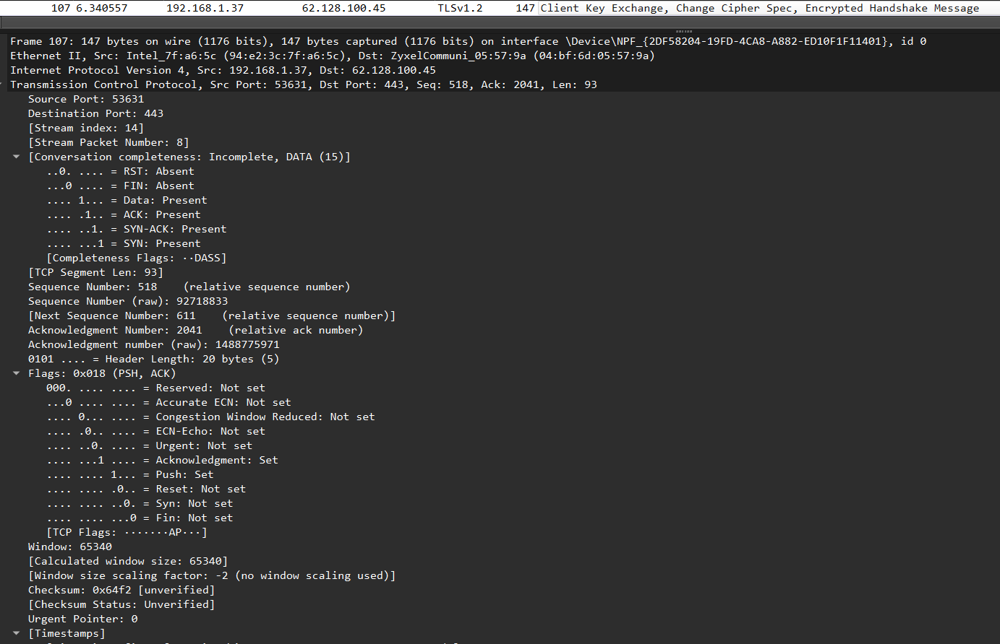 107 6.340557 192.168.1.37 62.128.100.45 TLSv1.2 147 Client Key Exchange, Change Cipher Spec, Encrypted Handshake Message
Frame 107: 147 bytes on wire (1176 bits), 147 bytes captured (1176 bits) on interface \Device\NPF_{2DF58204-19FD-4CA8-A882-ED10F1F11401}, id 0
Ethernet II, Src: Intel_7f:a6:5c (94:e2:3c:7f:a6:5c), Dst: ZyxelCommuni_05:57:9a (04:bf:6d:05:57:9a)
Internet Protocol Version 4, Src: 192.168.1.37, Dst: 62.128.100.45
Transmission Control Protocol, Src Port: 53631, Dst Port: 443, Seq: 518, Ack: 2041, Len: 93
Source Port: 53631
Destination Port: 443
[Stream index: 14]
[Stream Packet Number: 8]
[Conversation completeness: Incomplete, DATA (15)]
..0. .... = RST: Absent
...0 .... = FIN: Absent
.... 1... = Data: Present
.... .1.. = ACK: Present
.... ..1. = SYN-ACK: Present
.... ...1 = SYN: Present
[Completeness Flags: ··DASS]
[TCP Segment Len: 93]
Sequence Number: 518    (relative sequence number)
Sequence Number (raw): 92718833
[Next Sequence Number: 611    (relative sequence number)]
Acknowledgment Number: 2041    (relative ack number)
Acknowledgment number (raw): 1488775971
0101 .... = Header Length: 20 bytes (5)
Flags: 0x018 (PSH, ACK)
000. .... .... = Reserved: Not set
...0 .... .... = Accurate ECN: Not set
.... 0... .... = Congestion Window Reduced: Not set
.... .0.. .... = ECN-Echo: Not set
.... ..0. .... = Urgent: Not set
.... ...1 .... = Acknowledgment: Set
.... .... 1... = Push: Set
.... .... .0.. = Reset: Not set
.... .... ..0. = Syn: Not set
.... .... ...0 = Fin: Not set
[TCP Flags: ·······AP···]
Window: 65340
[Calculated window size: 65340]
[Window size scaling factor: -2 (no window scaling used)]
Checksum: 0x64f2 [unverified]
[Checksum Status: Unverified]
Urgent Pointer: 0
[Timestamps]